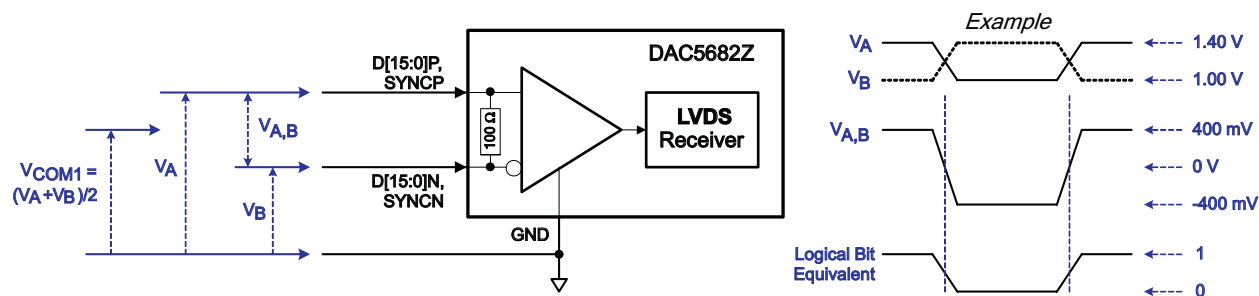 Example
DAC5682Z
D[15:0]P,
SYNCP
VA
1.40 V
VB
1.00 V
VA,B
100 Ω
LVDS
Receiver
VA,B
400 mV
0 V
-400 mV
VCOM1 =
(VA+VB)/2
VA
VB
D[15:0]N,
SYNCN
GND
Logical Bit
Equivalent
1
0